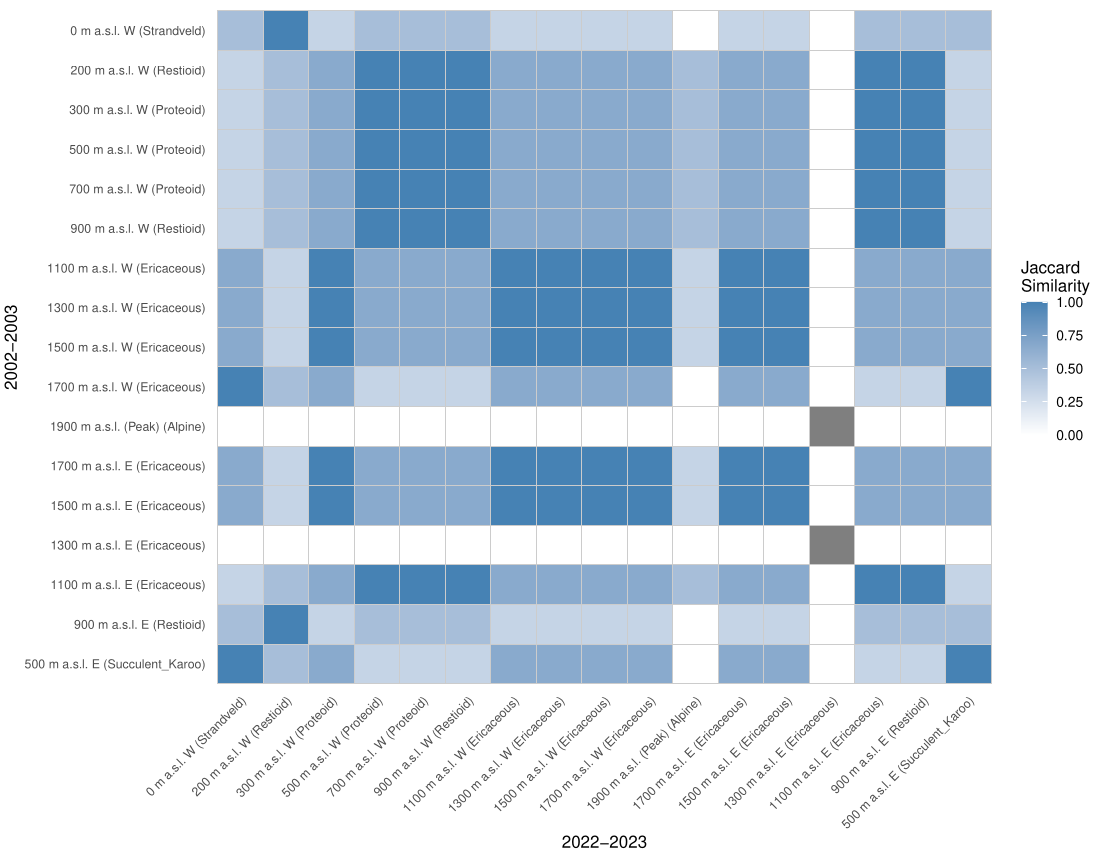 0 m a.s.l. W (Strandveld)
200 m a.s.l. W (Restioid)
300 m a.s.l. W (Proteoid)
500 m a.s.l. W (Proteoid)
700 m a.s.l. W (Proteoid)
900 m a.s.l. W (Restioid)
1100 m a.s.l. W (Ericaceous)
1300 m a.s.l. W (Ericaceous)
1500 m a.s.l. W (Ericaceous)
1700 m a.s.l. W (Ericaceous)
1900 m a.s.l. (Peak) (Alpine)
1700 m a.s.l. E (Ericaceous)
1500 m a.s.l. E (Ericaceous)
1300 m a.s.l. E (Ericaceous)
1100 m a.s.l. E (Ericaceous)
900 m a.s.l. E (Restioid)
500 m a.s.l. E (Succulent_Karoo)
2002−2003
0 m a.s.l. W (Strandveld)
200 m a.s.l. W (Restioid)
300 m a.s.l. W (Proteoid)
500 m a.s.l. W (Proteoid)
700 m a.s.l. W (Proteoid)
900 m a.s.l. W (Restioid)
1100 m a.s.l. W (Ericaceous)
1300 m a.s.l. W (Ericaceous)
1500 m a.s.l. W (Ericaceous)
1700 m a.s.l. W (Ericaceous)
1900 m a.s.l. (Peak) (Alpine)
1700 m a.s.l. E (Ericaceous)
1500 m a.s.l. E (Ericaceous)
1300 m a.s.l. E (Ericaceous)
1100 m a.s.l. E (Ericaceous)
900 m a.s.l. E (Restioid)
500 m a.s.l. E (Succulent_Karoo)
2022−2023
Jaccard
Similarity
1.00
0.75
0.50
0.25
0.00